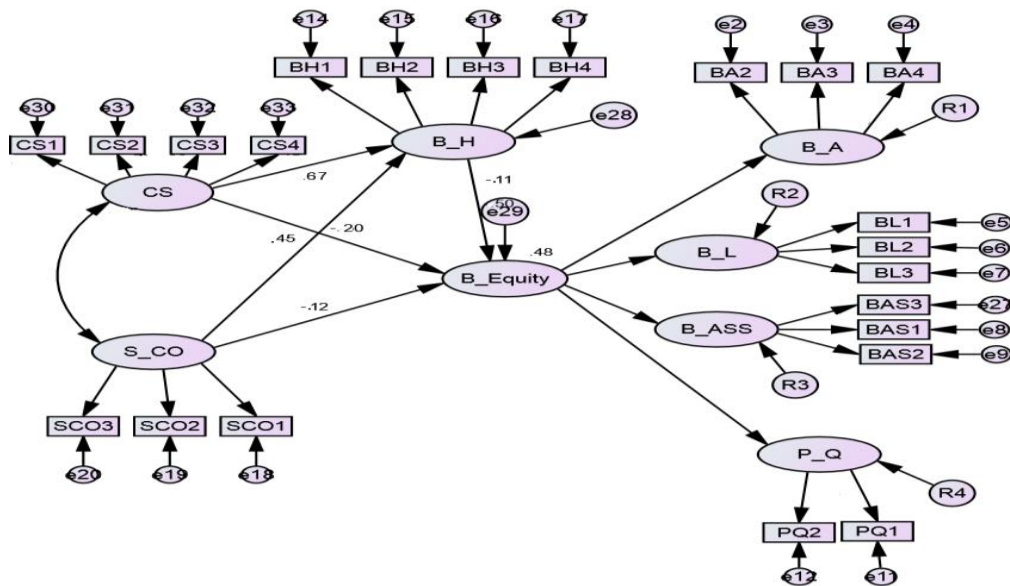 e14 e15 e16 e17
BH1 BH2 BH3 BH4
e2 e3 e4
BA2 BA3 BA4
e30 e31 e32 e33
CS1 CS2 CS3 CS4
e28
R1
B_H
B_A
CS
.67
-.11
R2
.50
e29
.45
-.20
.48
BL1 e5
B_L
BL2 e6
BL3 e7
B_Equity
-.12
BAS3 e27
B_ASS
BAS1 e8
BAS2 e9
S_CO
R3
SCO3 SCO2 SCO1
e20 e19 e18
P_Q
R4
PQ2 PQ1
e12 e11